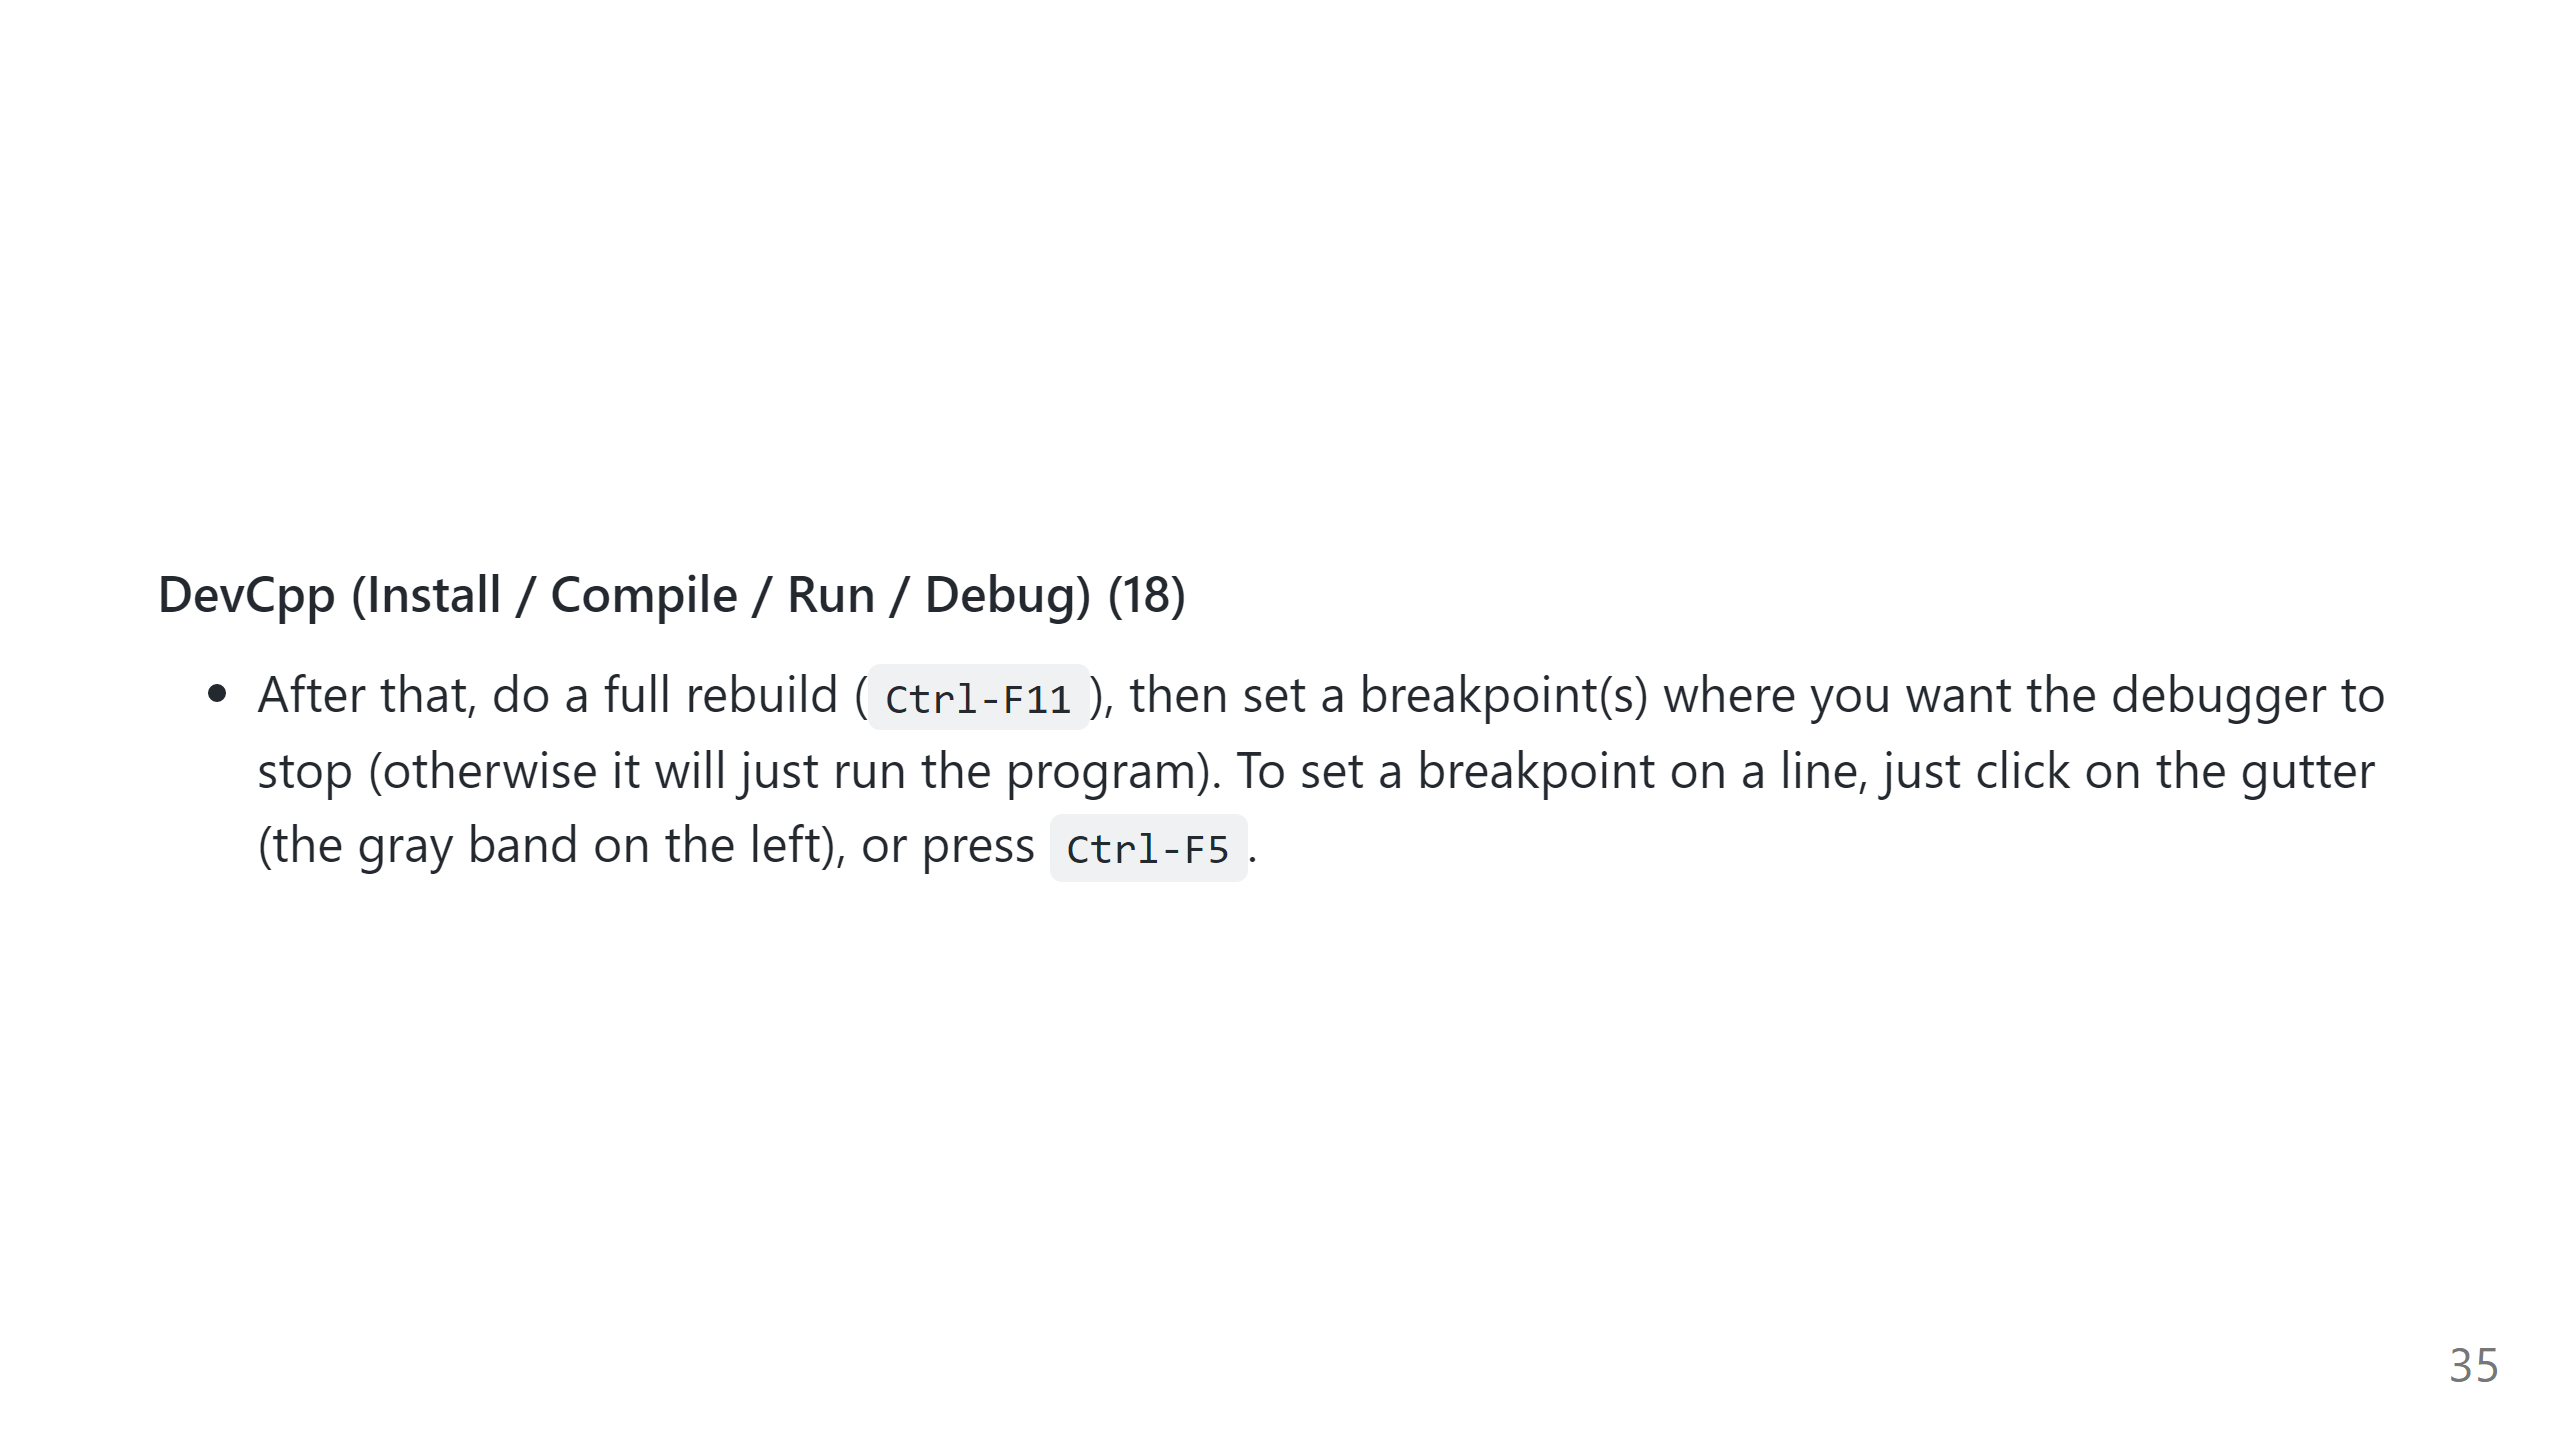 DevCpp (Install / Compile / Run / Debug) (18)
• After that, do a full rebuild ( Ctrl-F11 ), then set a breakpoint(s) where you want the debugger to
stop (otherwise it will just run the program). To set a breakpoint on a line, just click on the gutter
(the gray band on the left), or press Ctrl-F5 .
35